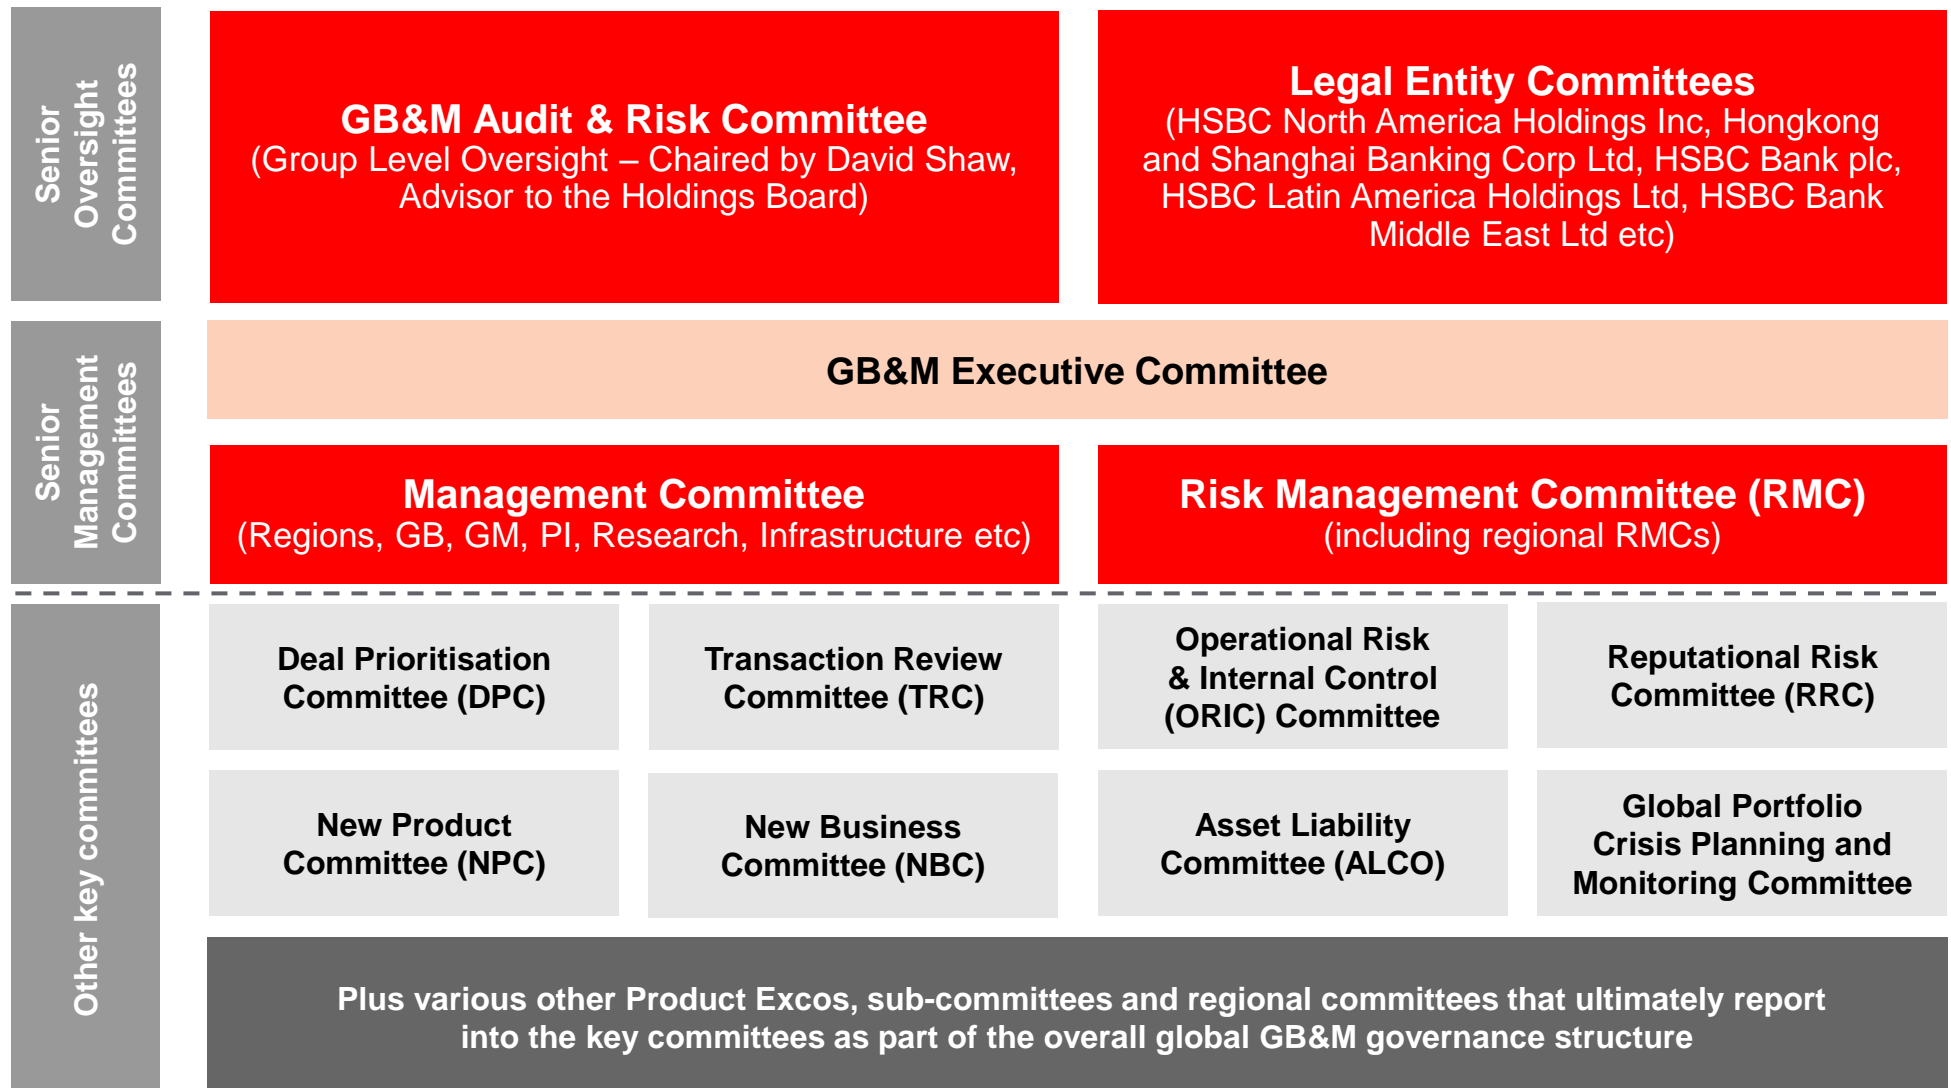 Senior
Oversight
Committees
GB&M Audit & Risk Committee
(Group Level Oversight – Chaired by David Shaw,
Advisor to the Holdings Board)
Legal Entity Committees
(HSBC North America Holdings Inc, Hongkong
and Shanghai Banking Corp Ltd, HSBC Bank plc,
HSBC Latin America Holdings Ltd, HSBC Bank
Middle East Ltd etc)
Senior
Management
Committees
GB&M Executive Committee
Management Committee
(Regions, GB, GM, PI, Research, Infrastructure etc)
Risk Management Committee (RMC)
(including regional RMCs)
Other key committees
Deal Prioritisation
Committee (DPC)
Transaction Review
Committee (TRC)
Operational Risk
& Internal Control
(ORIC) Committee
Reputational Risk
Committee (RRC)
New Product
Committee (NPC)
New Business
Committee (NBC)
Asset Liability
Committee (ALCO)
Global Portfolio
Crisis Planning and
Monitoring Committee
Plus various other Product Excos, sub-committees and regional committees that ultimately report
into the key committees as part of the overall global GB&M governance structure